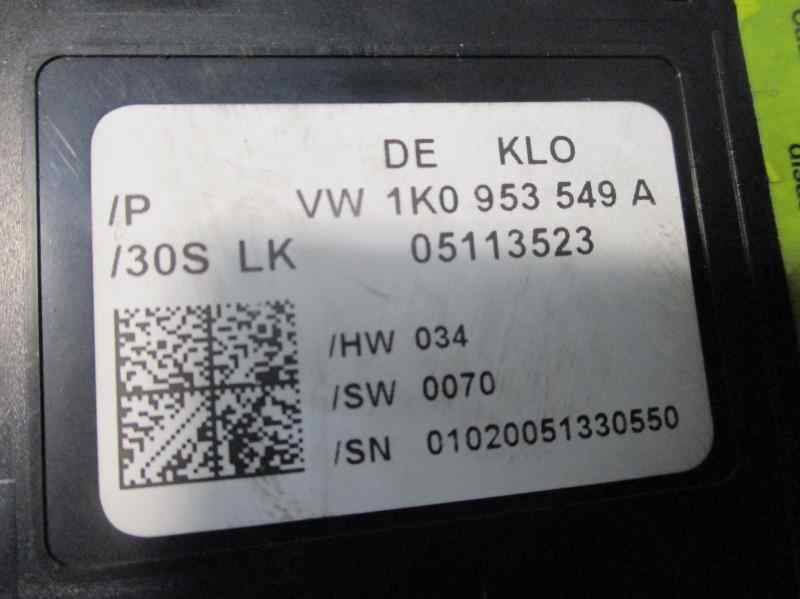 DE KLO
/P VW 1K0 953 549 A
/30S LK 05113523
/HW 034
/SW 0070
/SN 01020051330550